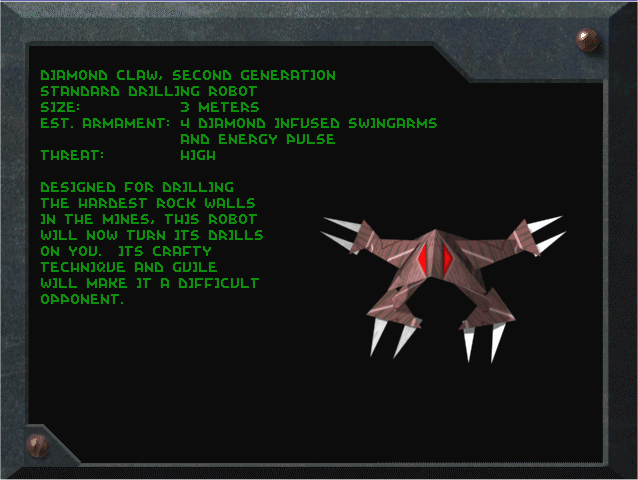 DIAMOND CLAW, SECOND GENERATION
STANDARD DRILLING ROBOT
SIZE: 3 METERS
EST. ARMAMENT: 4 DIAMOND INFUSED SWINGARMS
AND ENERGY PULSE
THREAT: HIGH
DESIGNED FOR DRILLING
THE HARDEST ROCK WALLS
IN THE MINES, THIS ROBOT
WILL NOW TURN ITS DRILLS
ON YOU. ITS CRAFTY
TECHNIQUE AND GUILE
WILL MAKE IT A DIFFICULT
OPPONENT.